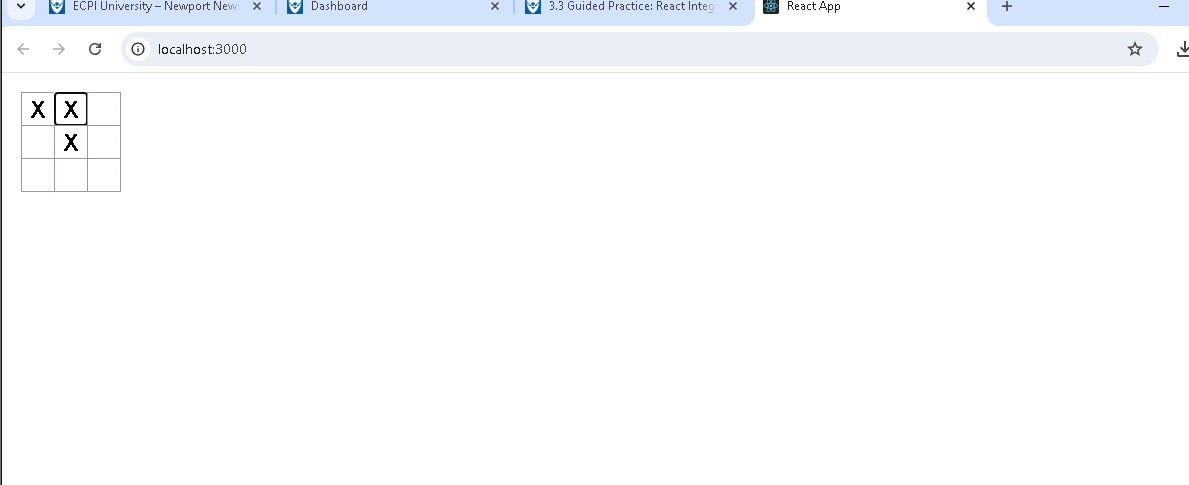 ECPI University – Newport New
Dashboard
3.3 Guided Practice: React Integ
React App
localhost:3000
X X
X